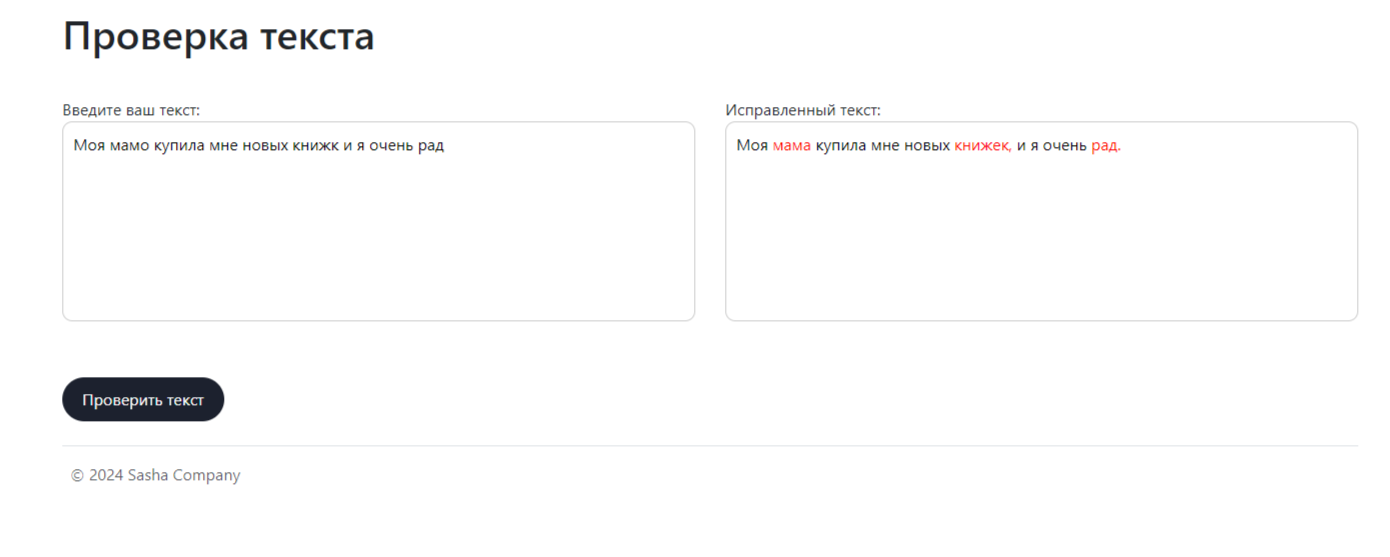 Проверка текста
Введите ваш текст:
Моя мамо купила мне новых книжк и я очень рад
Исправленный текст:
Моя мама купила мне новых книжек, и я очень рад.
Проверить текст
© 2024 Sasha Company